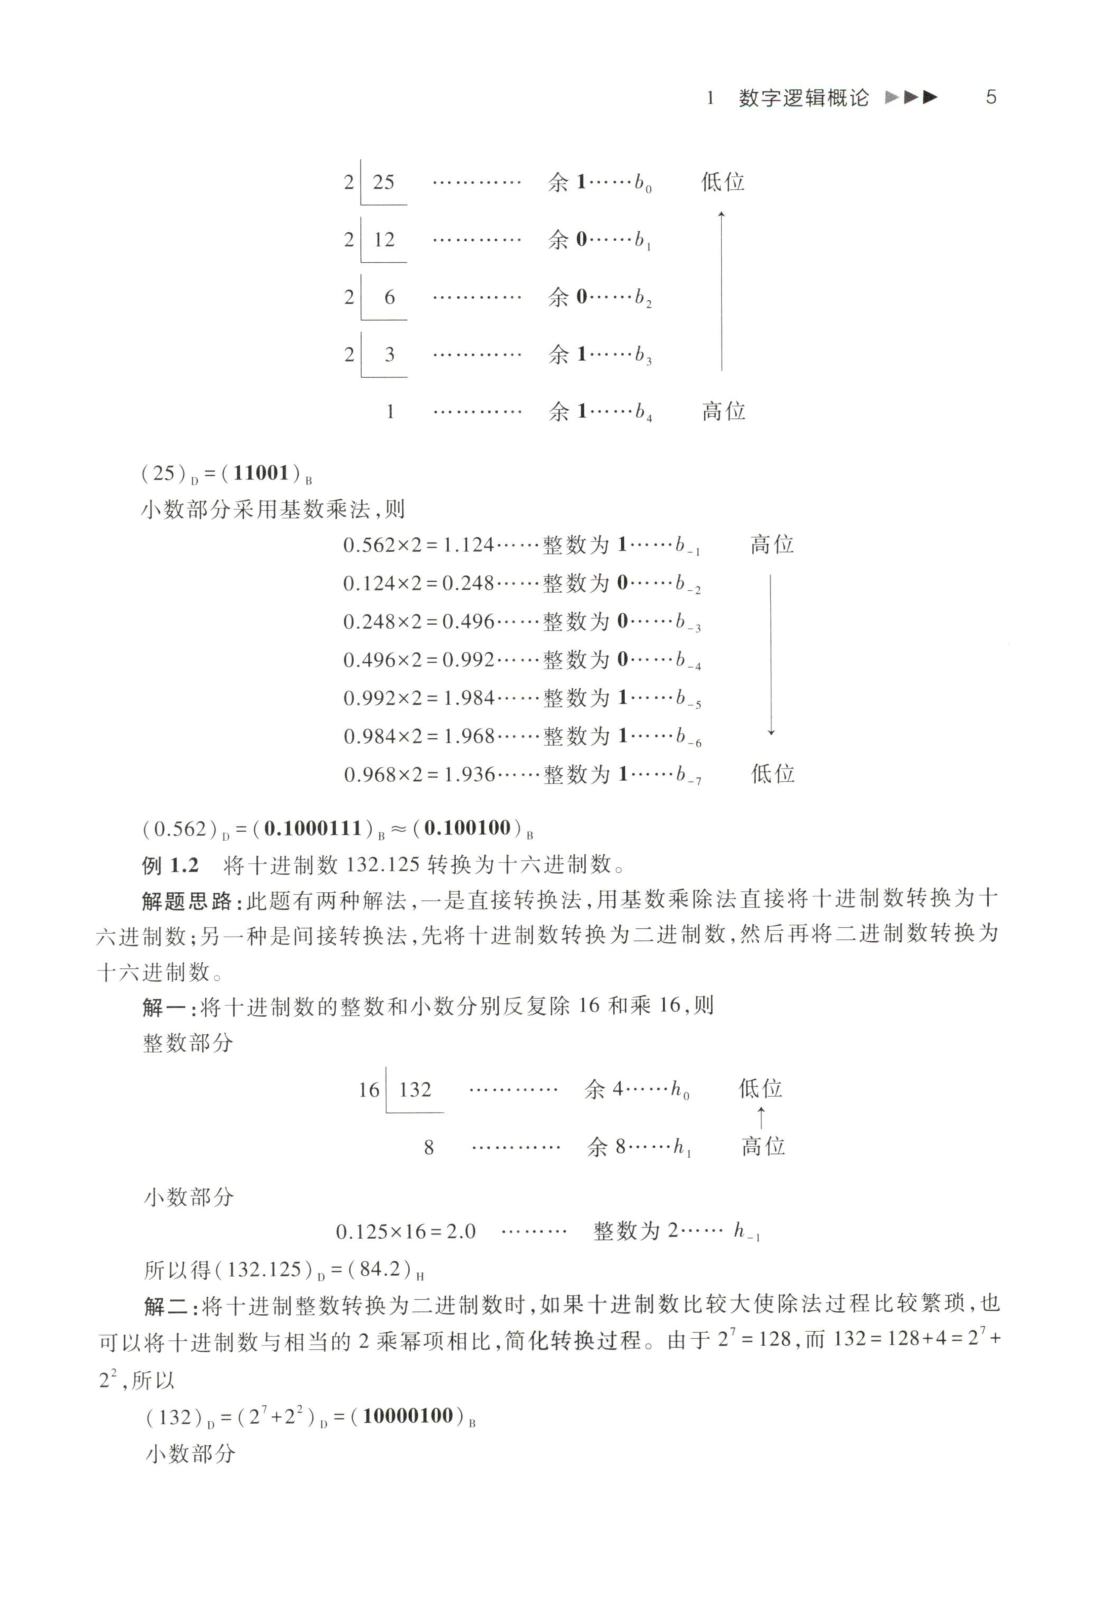 1 数字逻辑概论 ▶▶▶ 5
2 25 ………… 余 1……b₀ 低位
2 12 ………… 余 0……b₁
2 6 ………… 余 0……b₂
2 3 ………… 余 1……b₃
1 ………… 余 1……b₄ 高位
(25)D=(11001)B
小数部分采用基数乘法,则
0.562×2=1.124……整数为 1……b₋₁ 高位
0.124×2=0.248……整数为 0……b₋₂
0.248×2=0.496……整数为 0……b₋₃
0.496×2=0.992……整数为 0……b₋₄
0.992×2=1.984……整数为 1……b₋₅
0.984×2=1.968……整数为 1……b₋₆
0.968×2=1.936……整数为 1……b₋₇ 低位
(0.562)D=(0.1000111)B≈(0.100100)B
例 1.2 将十进制数 132.125 转换为十六进制数。
解题思路:此题有两种解法,一是直接转换法,用基数乘除法直接将十进制数转换为十
六进制数;另一种是间接转换法,先将十进制数转换为二进制数,然后再将二进制数转换为
十六进制数。
解一:将十进制数的整数和小数分别反复除 16 和乘 16,则
整数部分
16 132 ………… 余 4……h₀ 低位
8 ………… 余 8……h₁ 高位
小数部分
0.125×16=2.0 ……… 整数为 2…… h₋₁
所以得(132.125)D=(84.2)H
解二:将十进制整数转换为二进制数时,如果十进制数比较大使除法过程比较繁琐,也
可以将十进制数与相当的 2 乘幂项相比,简化转换过程。由于 2⁷=128,而 132=128+4=2⁷+
2²,所以
(132)D=(2⁷+2²)D=(10000100)B
小数部分